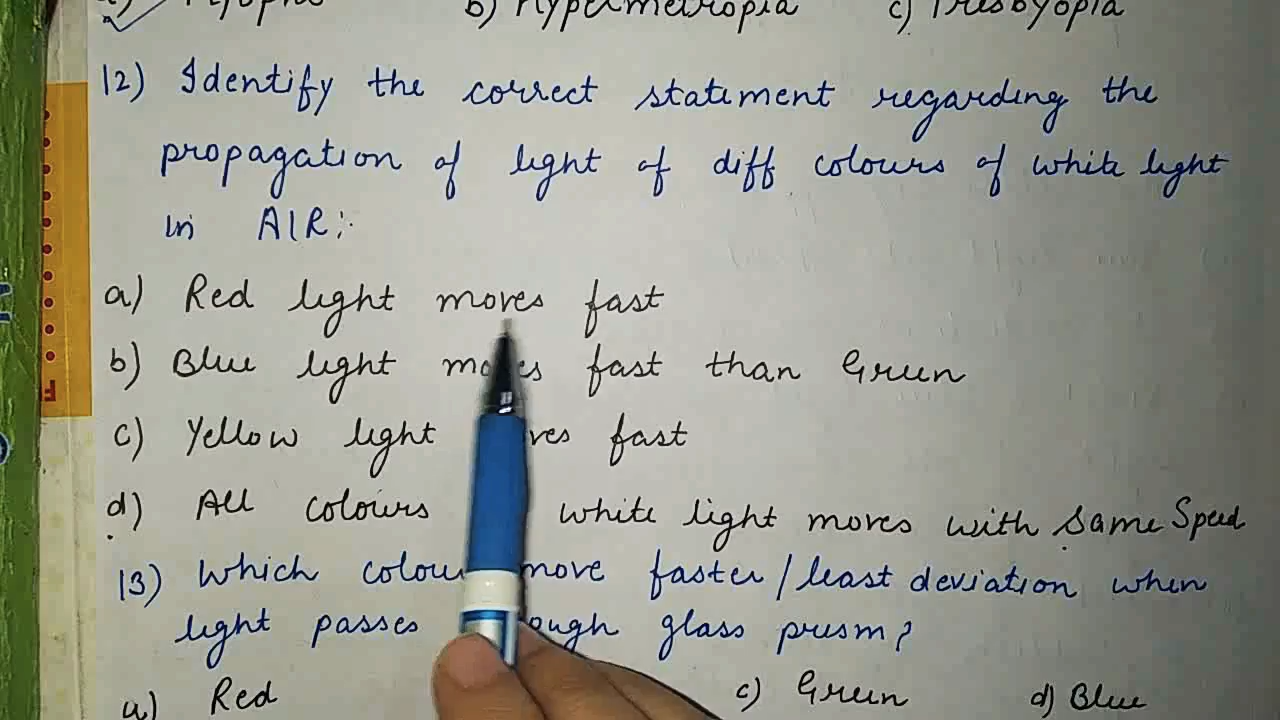 b) Hypermetropia c) Presbyopia
12) Identify the correct statement regarding the
propagation of light of diff colours of white light
in AIR:-
a) Red light moves fast
b) Blue light moves fast than Green
c) Yellow light moves fast
d) All colours white light moves with same Speed
13) Which colour move faster/least deviation when
light passes through glass prism?
a) Red c) Green d) Blue